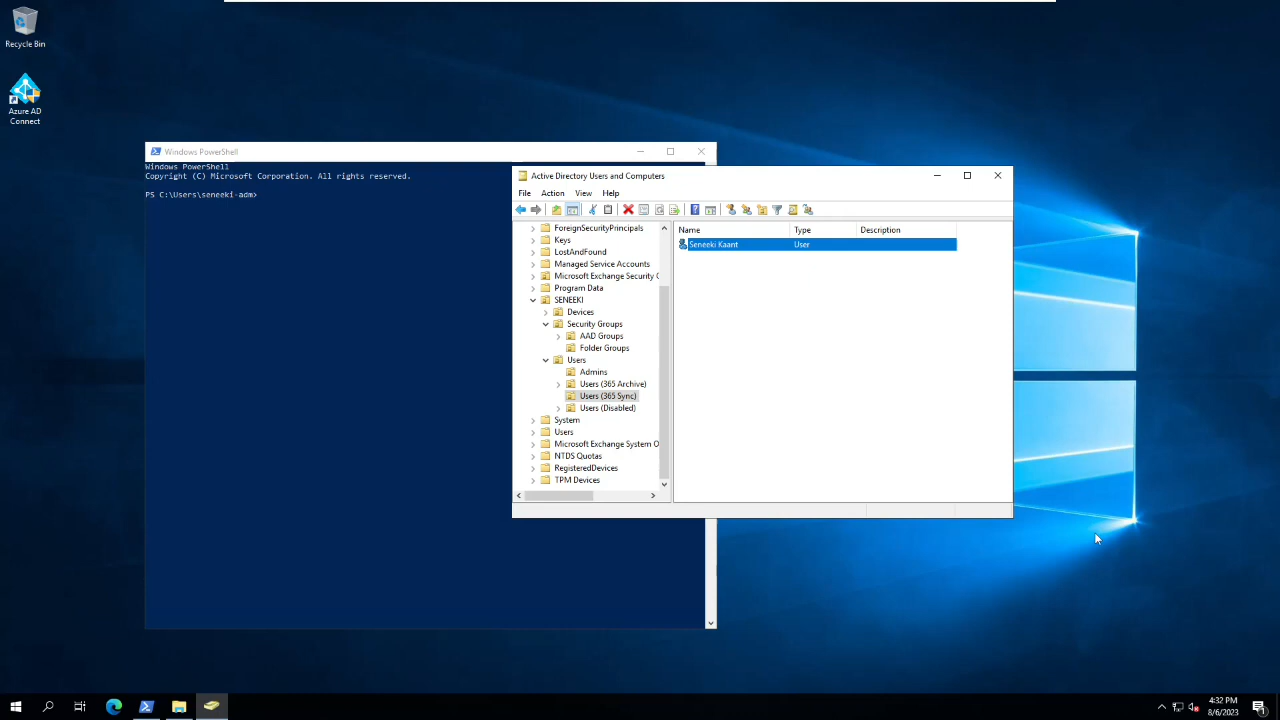 Recycle Bin
Azure AD
Connect
Windows PowerShell
Windows PowerShell
Copyright (C) Microsoft Corporation. All rights reserved.
PS C:\Users\seneeki-adm>
Active Directory Users and Computers
File Action View Help
ForeignSecurityPrincipals
Keys
LostAndFound
Managed Service Accounts
Microsoft Exchange Security
Program Data
SENEEKI
Devices
Security Groups
AAD Groups
Folder Groups
Users
Admins
Users (365 Archive)
Users (365 Sync)
Users (Disabled)
System
Users
Microsoft Exchange System O
NTDS Quotas
RegisteredDevices
TPM Devices
Name Type Description
Seneeki Kaant User
4:32 PM
8/6/2023
1